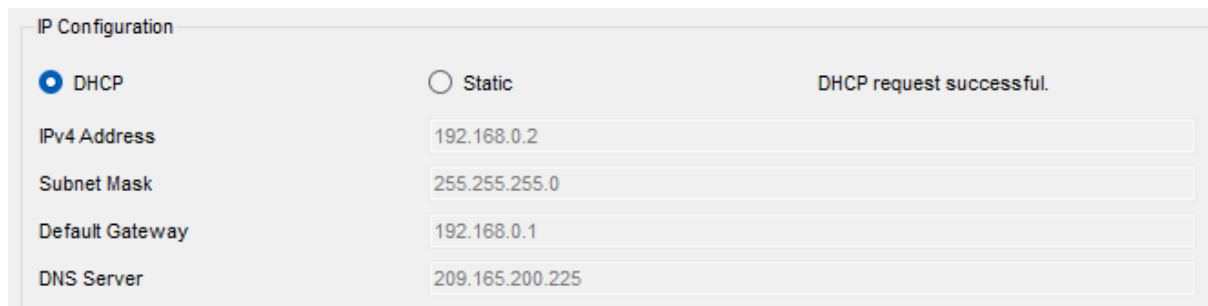 IP Configuration
DHCP Static DHCP request successful.
IPv4 Address 192.168.0.2
Subnet Mask 255.255.255.0
Default Gateway 192.168.0.1
DNS Server 209.165.200.225